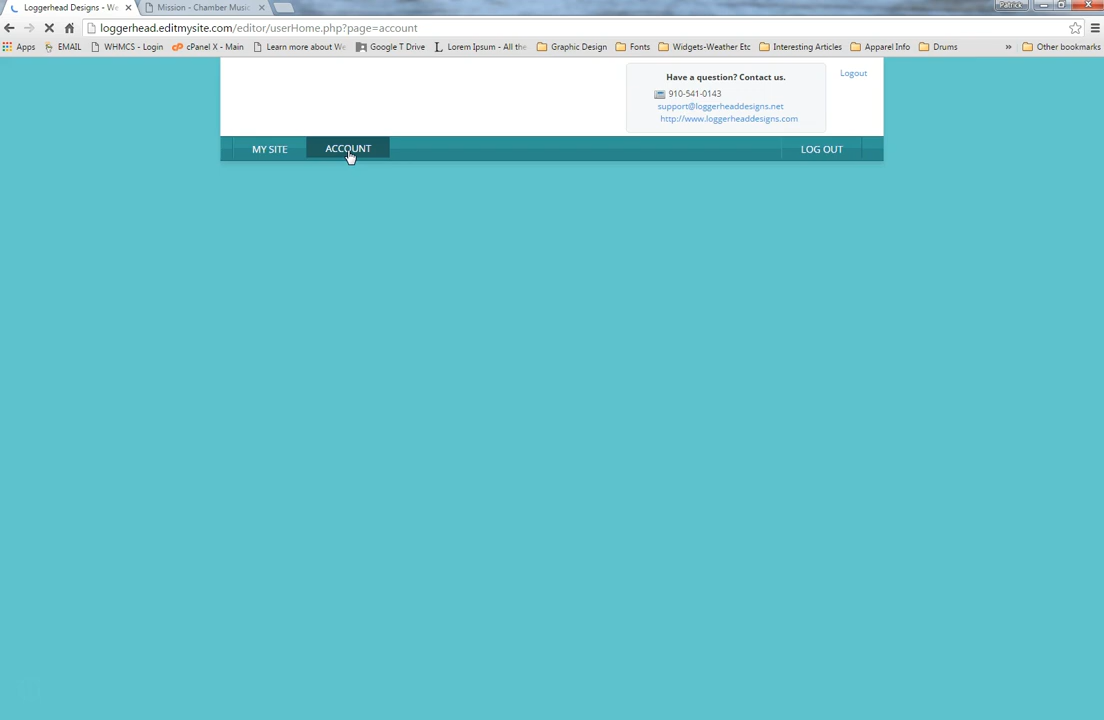 Loggerhead Designs - We
Mission - Chamber Music
Patrick
loggerhead.editmysite.com/editor/userHome.php?page=account
Apps EMAIL WHMCS - Login cPanel X - Main Learn more about We Google T Drive Lorem Ipsum - All the Graphic Design Fonts Widgets-Weather Etc Interesting Articles Apparel Info Drums » Other bookmarks
Have a question? Contact us.
Logout
910-541-0143
support@loggerheaddesigns.net
http://www.loggerheaddesigns.com
MY SITE ACCOUNT LOG OUT